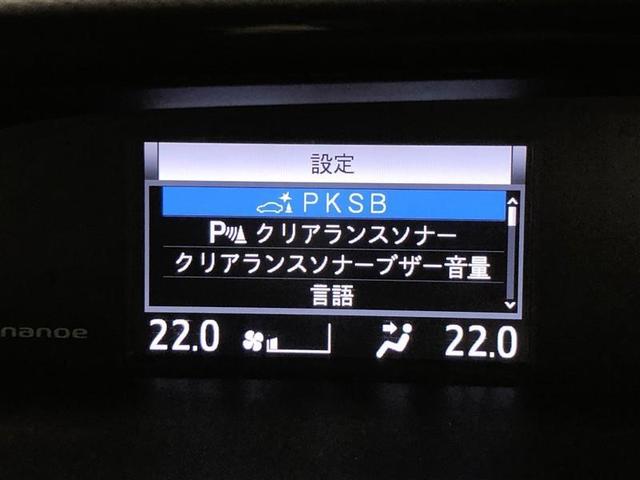 設定
PKSB
P クリアランスソナー
クリアランスソナーブザー音量
言語
nanoe
22.0 22.0